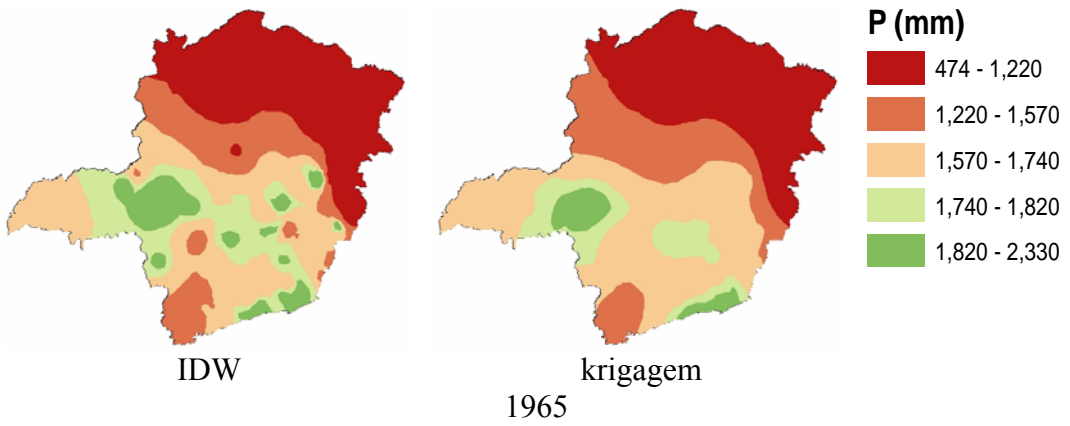 P (mm)
474 - 1,220
1,220 - 1,570
1,570 - 1,740
1,740 - 1,820
1,820 - 2,330
IDW
krigagem
1965